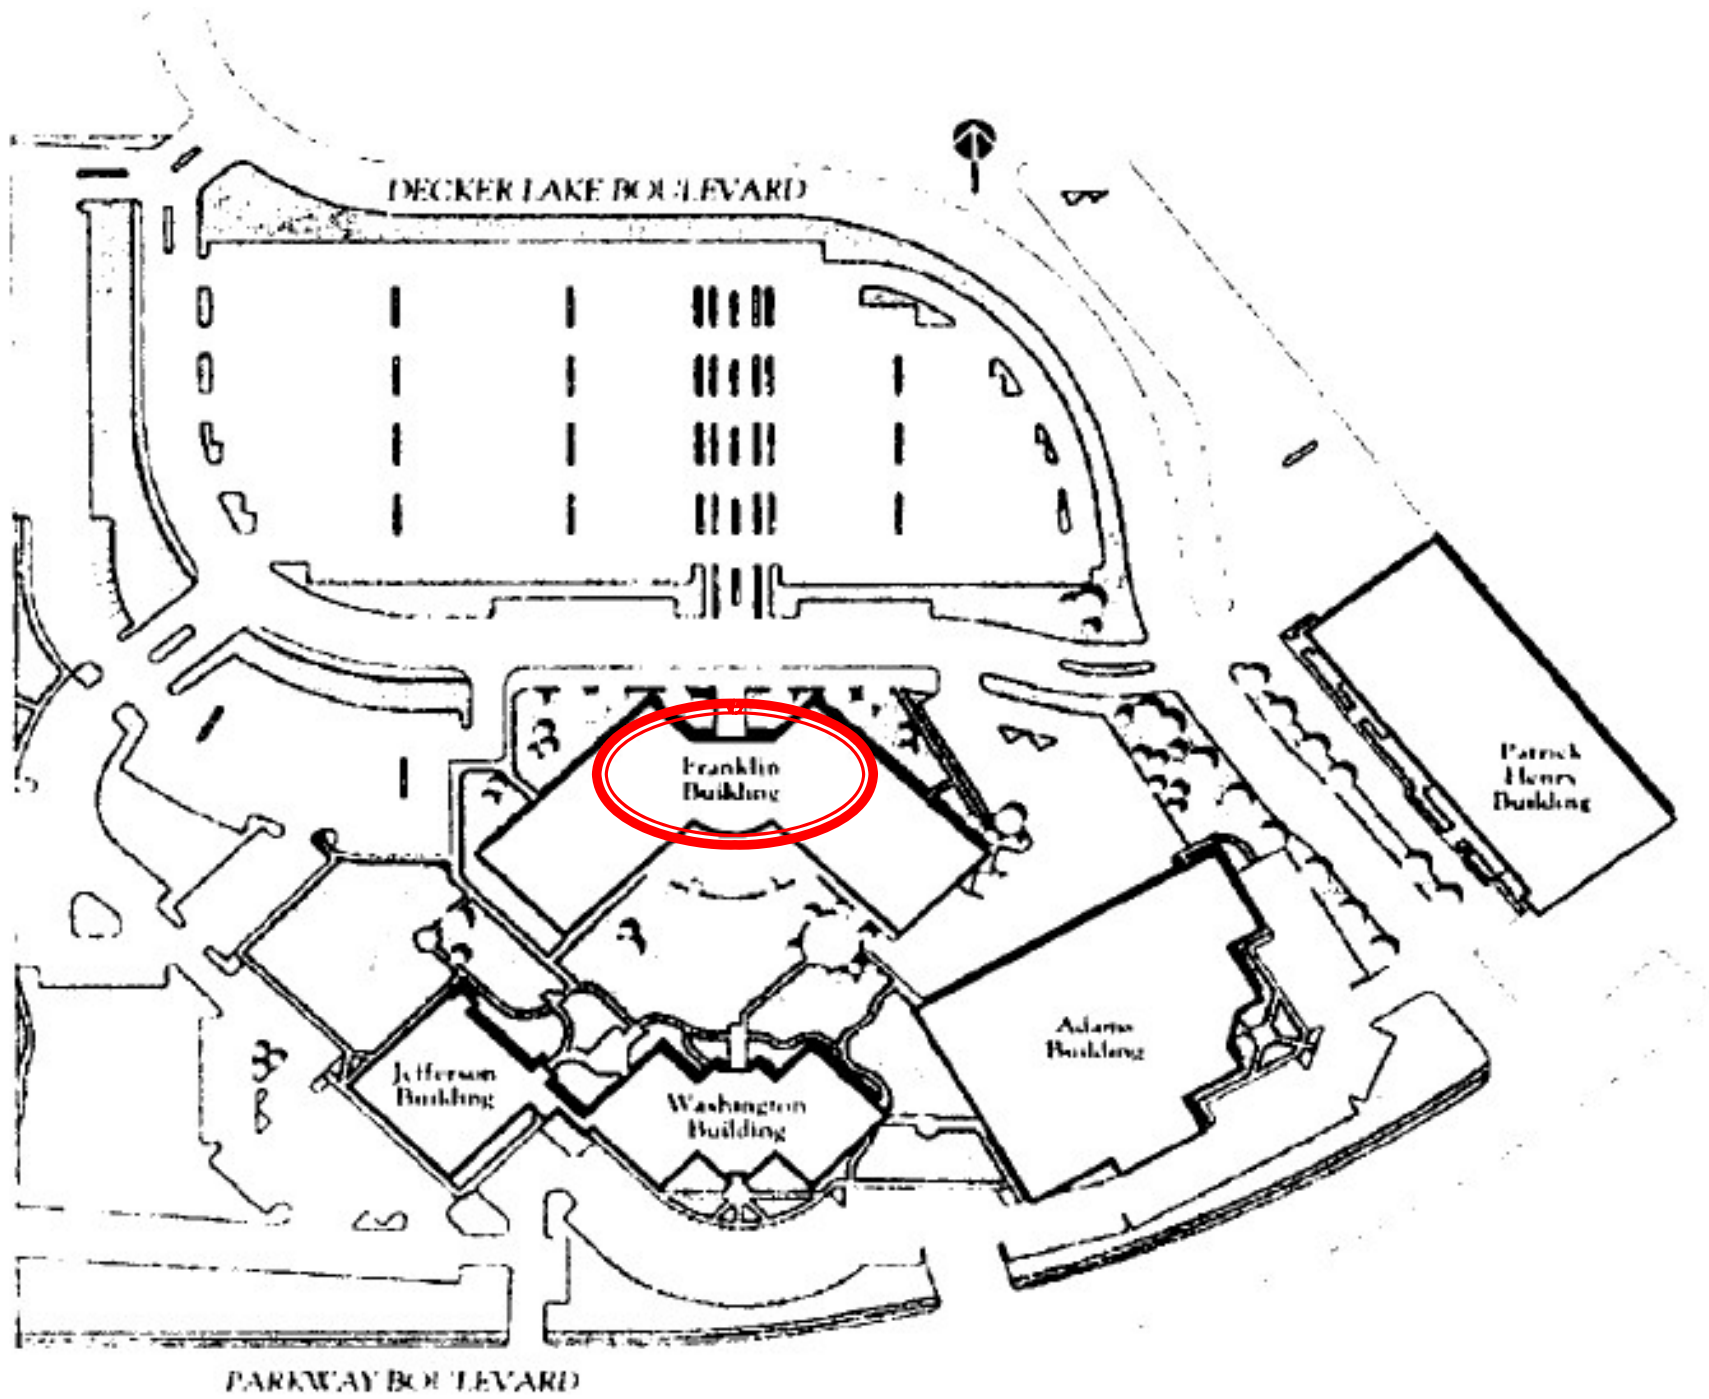 DECKER LAKE BOULEVARD
Franklin
Building
Patrick
Henry
Building
Adams
Building
Jefferson
Building
Washington
Building
PARKWAY BOULEVARD